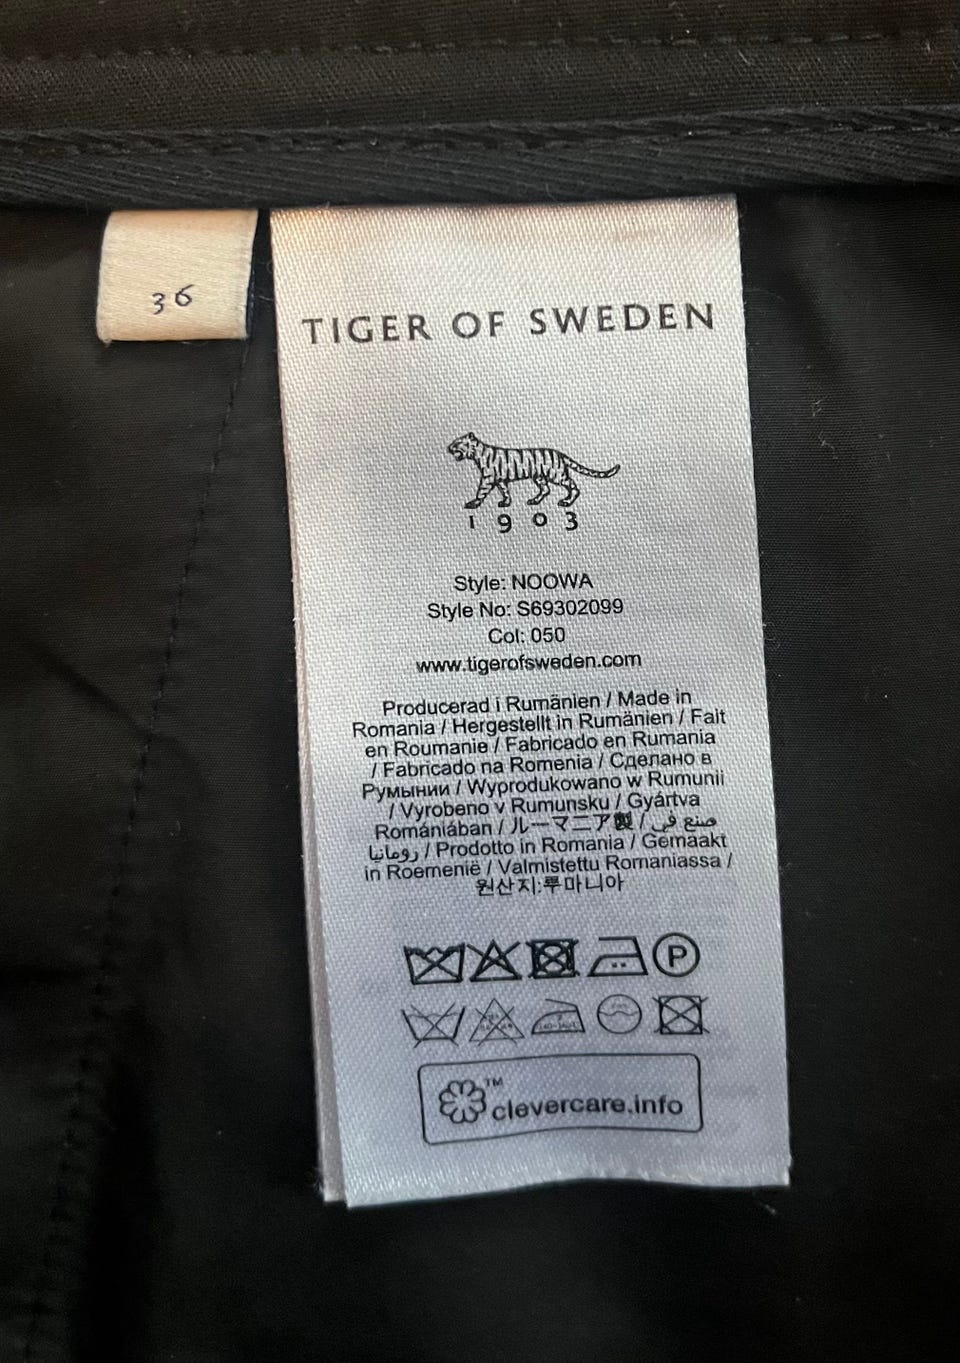 36
TIGER OF SWEDEN
1903
Style: NOOWA
Style No: S69302099
Col: 050
www.tigerofsweden.com
Producerad i Rumänien / Made in
Romania / Hergestellt in Rumänien / Fait
en Roumanie / Fabricado en Rumania
/ Fabricado na Romenia / Сделано в
Румынии / Wyprodukowano w Rumunii
/ Vyrobeno v Rumunsku / Gyártva
Romániában / ルーマニア製 / صنع في
رومانيا / Prodotto in Romania / Gemaakt
in Roemenië / Valmistettu Romaniassa /
원산지:루마니아
P
™
clevercare.info